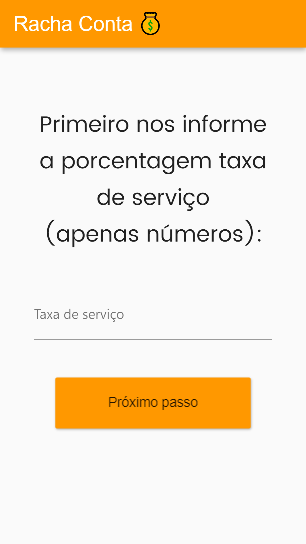 Racha Conta
Primeiro nos informe
a porcentagem taxa
de serviço
(apenas números):
Taxa de serviço
Próximo passo